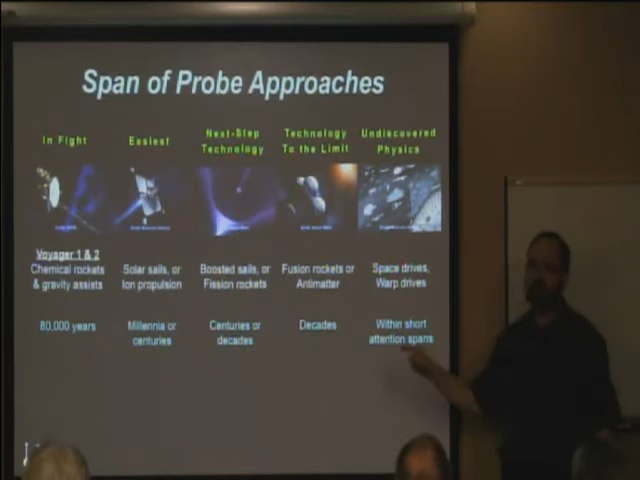 Span of Probe Approaches
In Fight
Easiest
Next-Step
Technology
Technology
To the Limit
Undiscovered
Physics
Voyager 1 & 2
Chemical rockets
& gravity assists
Solar sails, or
Ion propulsion
Boosted sails, or
Fission rockets
Fusion rockets or
Antimatter
Space drives,
Warp drives
80,000 years
Millennia or
centuries
Centuries or
decades
Decades
Within short
attention spans